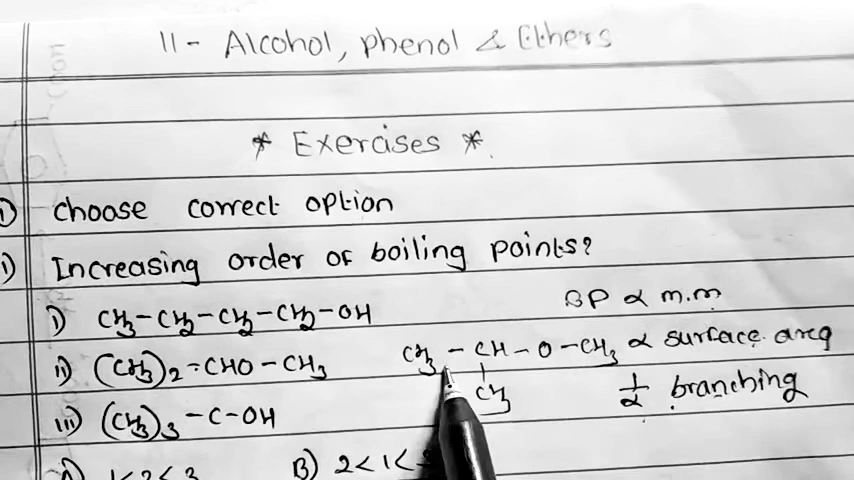 11- Alcohol, phenol & Ethers
* Exercises *
1) choose correct option
i) Increasing order of boiling points?
i) CH3-CH2-CH2-CH2-OH BP ∝ m.m
ii) (CH3)2-CHO-CH3 CH3-CH-O-CH3 ∝ surface area
CH3 1/∝ branching
iii) (CH3)3-C-OH
A) 1<2<3 B) 2<1<